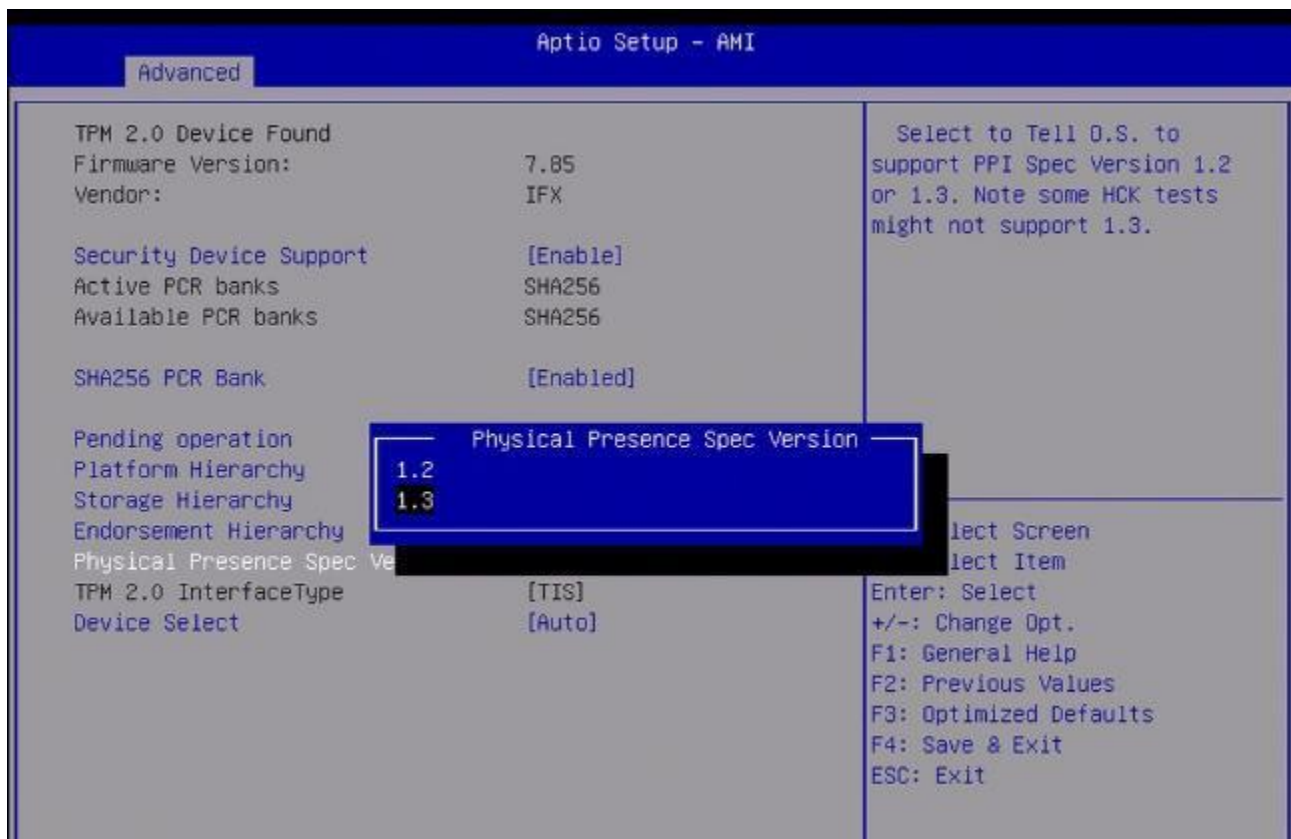 Aptio Setup - AMI
Advanced
TPM 2.0 Device Found
Firmware Version: 7.85
Vendor: IFX
Security Device Support [Enable]
Active PCR banks SHA256
Available PCR banks SHA256
SHA256 PCR Bank [Enabled]
Pending operation
Platform Hierarchy
Storage Hierarchy
Endorsement Hierarchy
Physical Presence Spec Ve
TPM 2.0 InterfaceType [TIS]
Device Select [Auto]
Physical Presence Spec Version
1.2
1.3
Select to Tell O.S. to
support PPI Spec Version 1.2
or 1.3. Note some HCK tests
might not support 1.3.
lect Screen
lect Item
Enter: Select
+/-: Change Opt.
F1: General Help
F2: Previous Values
F3: Optimized Defaults
F4: Save & Exit
ESC: Exit